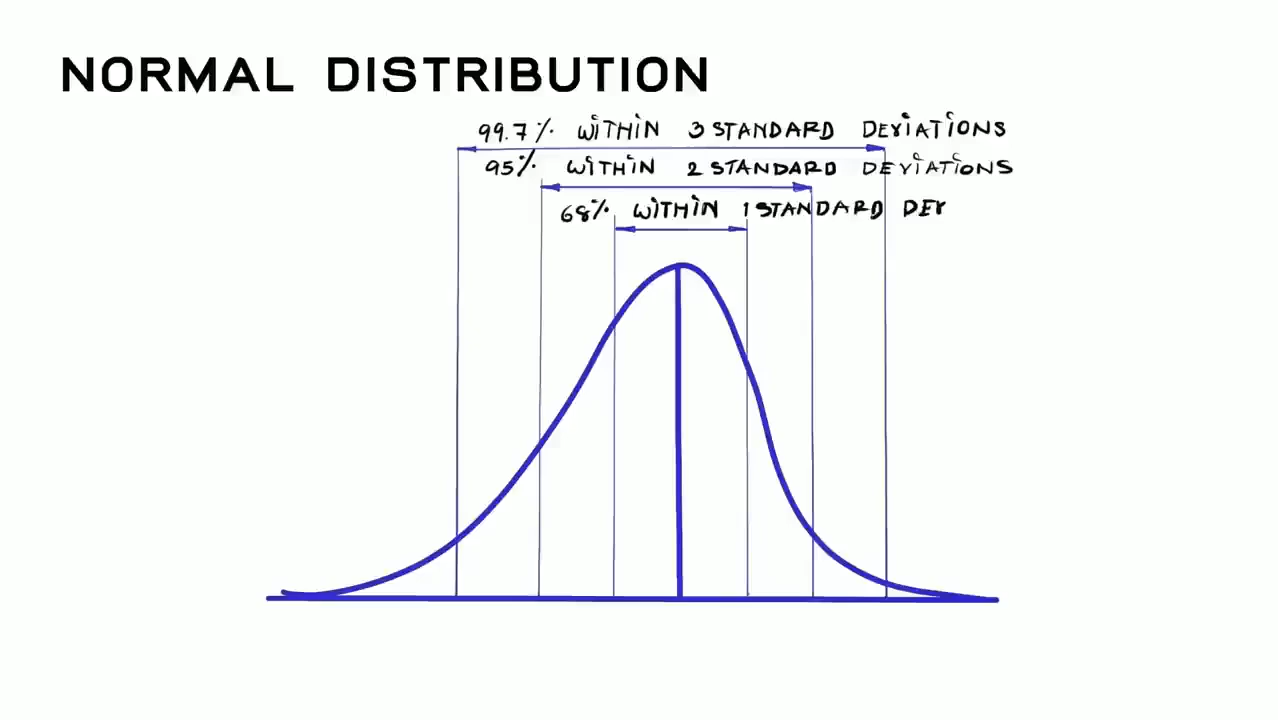 NORMAL DISTRIBUTION
99.7% WITHIN 3 STANDARD DEVIATIONS
95% WITHIN 2 STANDARD DEVIATIONS
68% WITHIN 1 STANDARD DEV